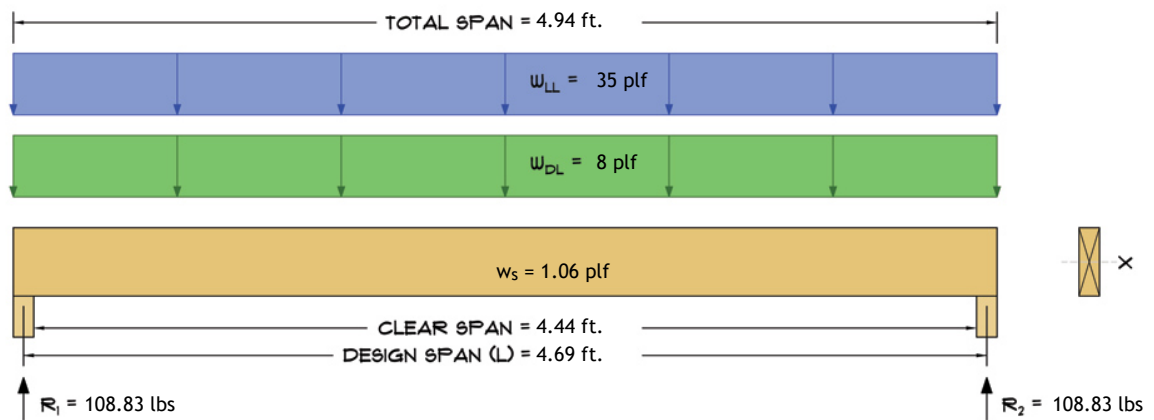 TOTAL SPAN = 4.94 ft.
WLL = 35 plf
WDL = 8 plf
ws = 1.06 plf
X
CLEAR SPAN = 4.44 ft.
DESIGN SPAN (L) = 4.69 ft.
R1 = 108.83 lbs
R2 = 108.83 lbs